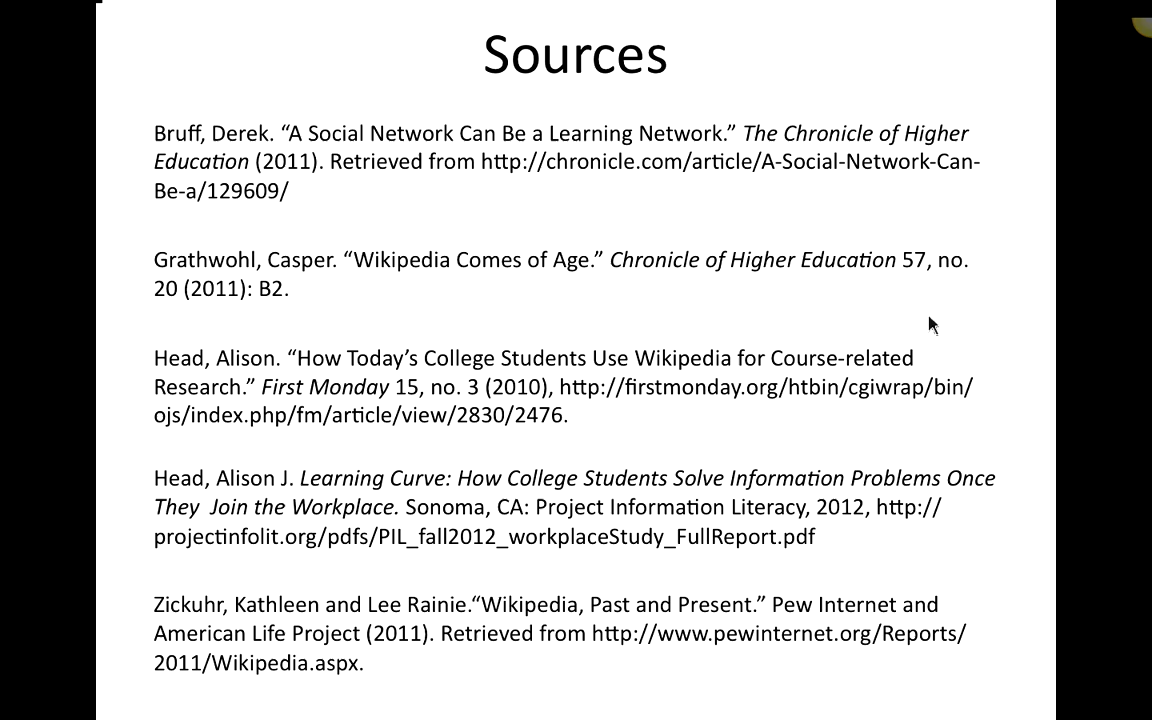 Sources
Bruff, Derek. “A Social Network Can Be a Learning Network.” The Chronicle of Higher
Education (2011). Retrieved from http://chronicle.com/article/A-Social-Network-Can-
Be-a/129609/
Grathwohl, Casper. “Wikipedia Comes of Age.” Chronicle of Higher Education 57, no.
20 (2011): B2.
Head, Alison. “How Today’s College Students Use Wikipedia for Course-related
Research.” First Monday 15, no. 3 (2010), http://firstmonday.org/htbin/cgiwrap/bin/
ojs/index.php/fm/article/view/2830/2476.
Head, Alison J. Learning Curve: How College Students Solve Information Problems Once
They  Join the Workplace. Sonoma, CA: Project Information Literacy, 2012, http://
projectinfolit.org/pdfs/PIL_fall2012_workplaceStudy_FullReport.pdf
Zickuhr, Kathleen and Lee Rainie.“Wikipedia, Past and Present.” Pew Internet and
American Life Project (2011). Retrieved from http://www.pewinternet.org/Reports/
2011/Wikipedia.aspx.